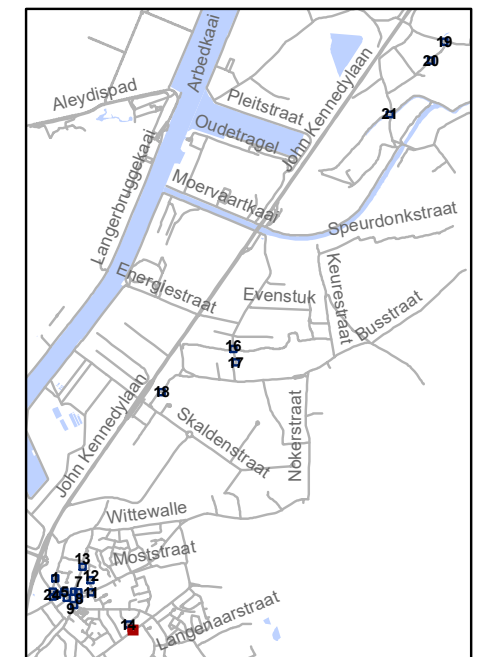 Arbedkaai
19
20
Aleydispad
Pleitstraat
John Kennedylaan
21
Oudetragel
Langerbruggekaai
Moervaartkaai
Speurdonkstraat
Energiestraat
Evenstuk
Keurestraat
Busstraat
16
17
18
John Kennedylaan
Skaldenstraat
Nokerstraat
Wittewalle
Moststraat
13
12
7
11
8
9
14
Langenaarstraat